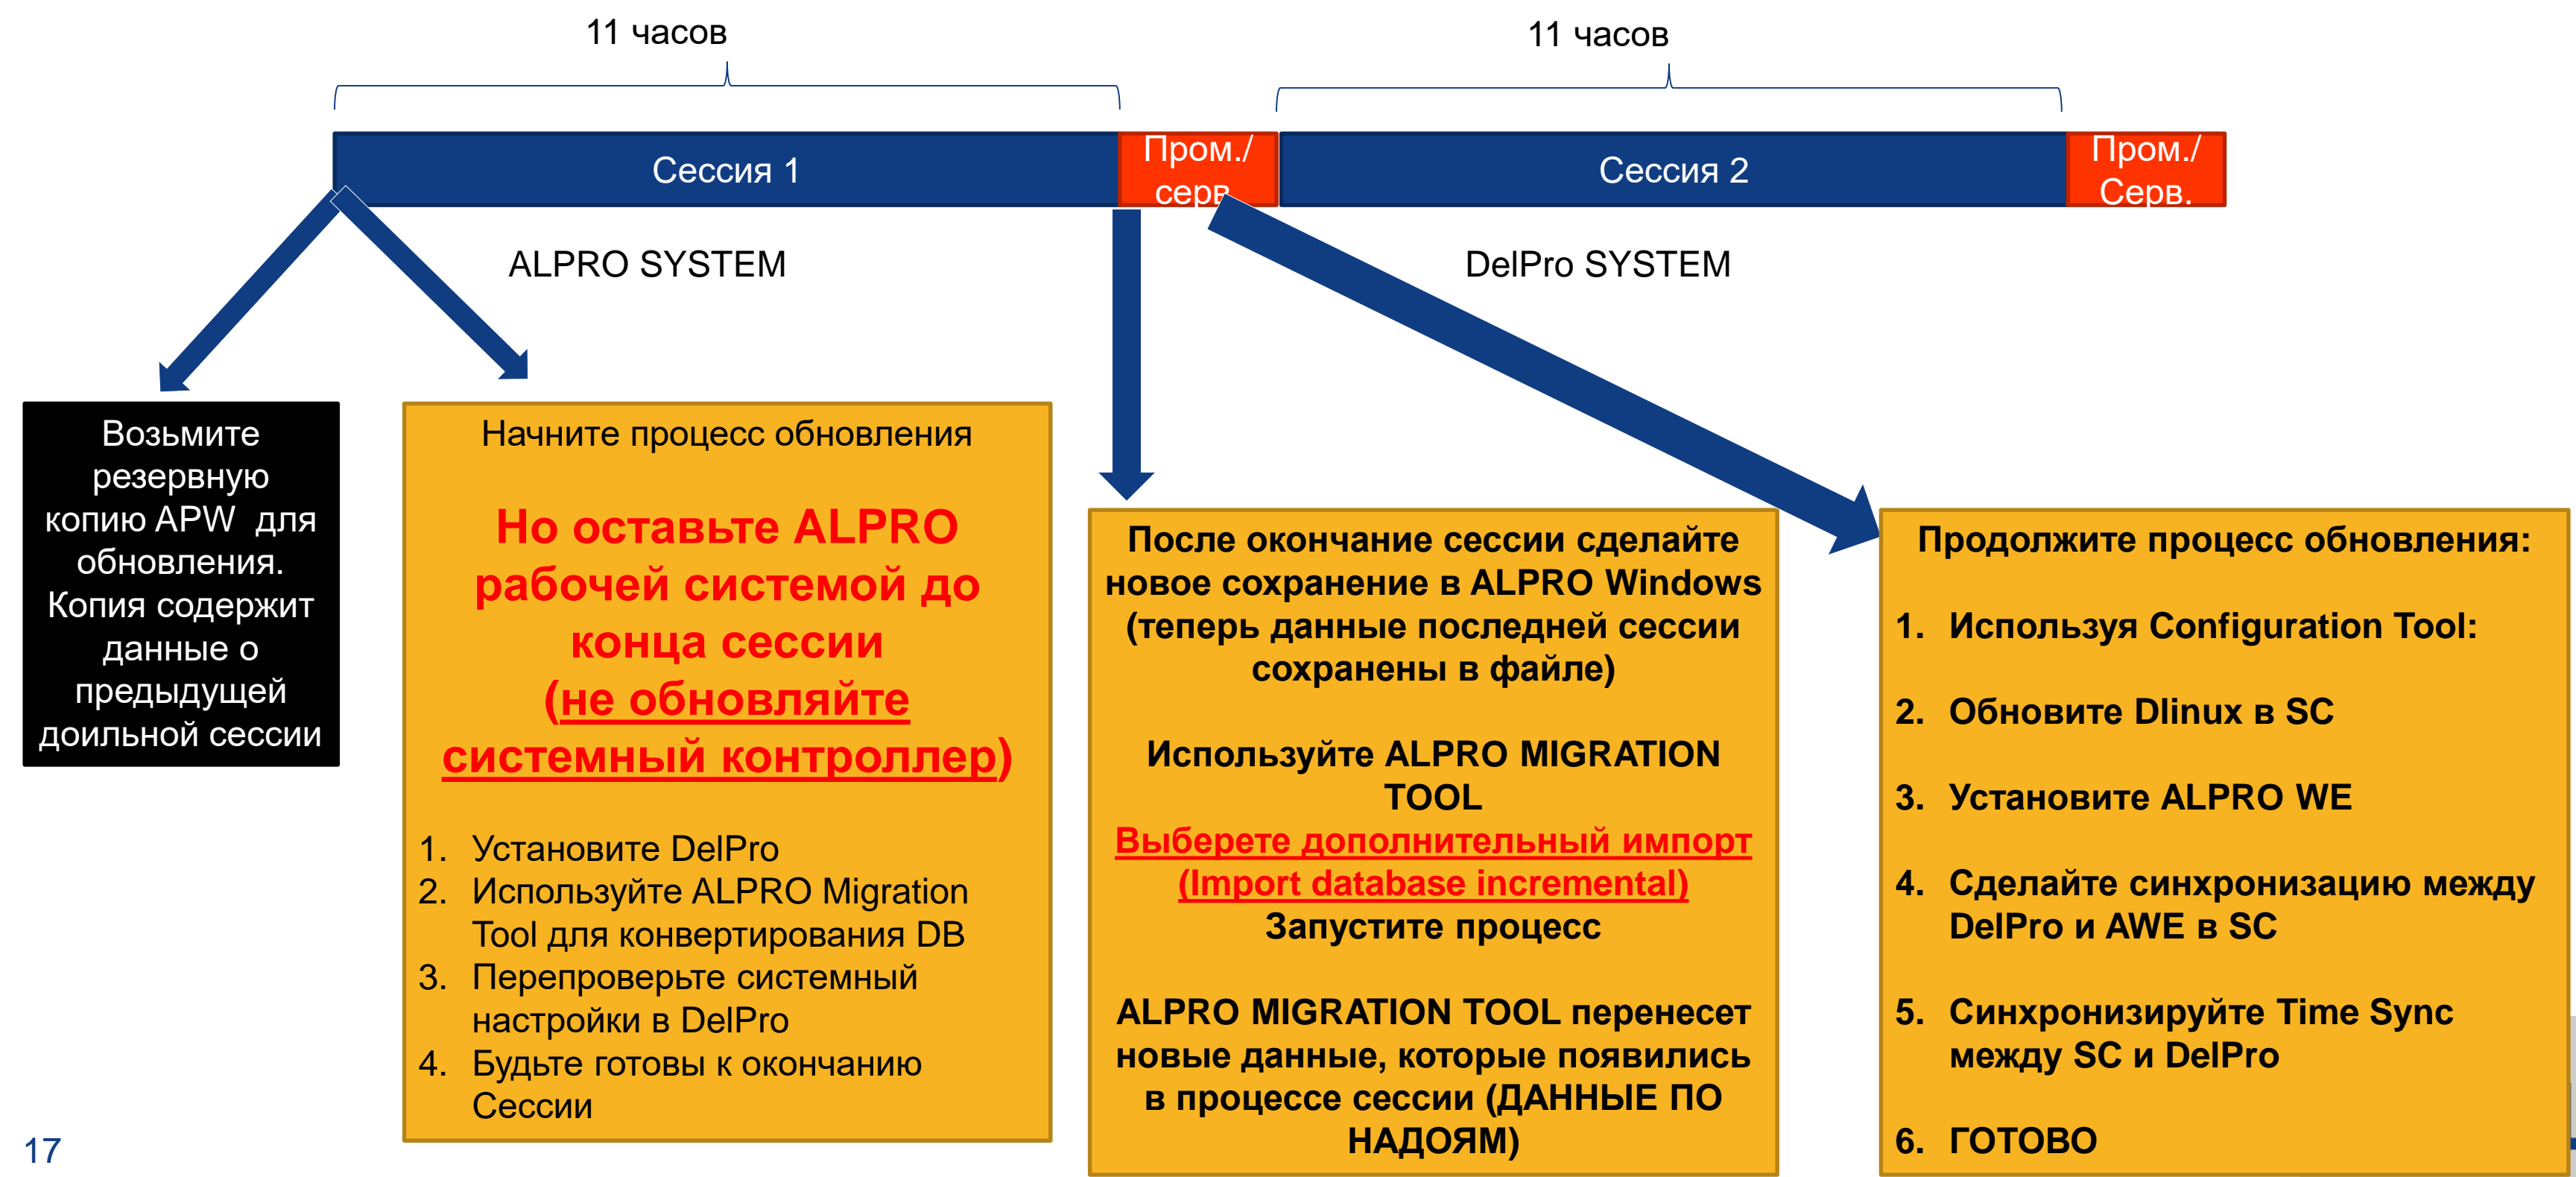 11 часов
11 часов
Сессия 1
Пром./
серв.
Сессия 2
Пром./
Серв.
ALPRO SYSTEM
DelPro SYSTEM
Возьмите
резервную
копию APW для
обновления.
Копия содержит
данные о
предыдущей
доильной сессии
Начните процесс обновления
Но оставьте ALPRO
рабочей системой до
конца сессии
(не обновляйте
системный контроллер)
1. Установите DelPro
2. Используйте ALPRO Migration
Tool для конвертирования DB
3. Перепроверьте системный
настройки в DelPro
4. Будьте готовы к окончанию
Сессии
После окончание сессии сделайте
новое сохранение в ALPRO Windows
(теперь данные последней сессии
сохранены в файле)
Используйте ALPRO MIGRATION
TOOL
Выберете дополнительный импорт
(Import database incremental)
Запустите процесс
ALPRO MIGRATION TOOL перенесет
новые данные, которые появились
в процессе сессии (ДАННЫЕ ПО
НАДОЯМ)
Продолжите процесс обновления:
1. Используя Configuration Tool:
2. Обновите Dlinux в SC
3. Установите ALPRO WE
4. Сделайте синхронизацию между
DelPro и AWE в SC
5. Синхронизируйте Time Sync
между SC и DelPro
6. ГОТОВО
17